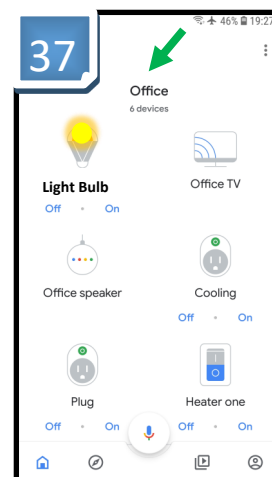 37
46% 19:27
Office
6 devices
Light Bulb
Office TV
Off • On
Office speaker
Cooling
Off • On
Plug
Heater one
Off • On
Off • On